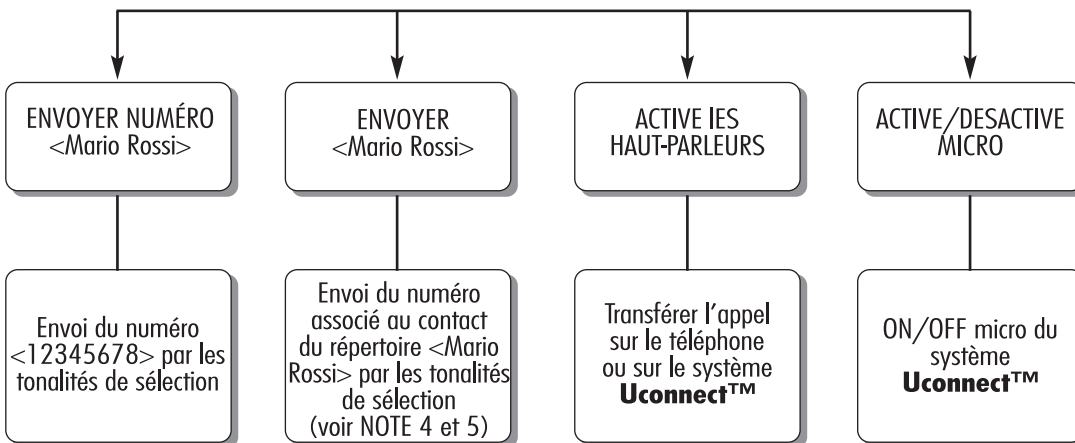 ENVOYER NUMÉRO
<Mario Rossi>
ENVOYER
<Mario Rossi>
ACTIVE lES
HAUT-PARLEURS
ACTIVE/DESACTIVE
MICRO
Envoi du numéro
<12345678> par les
tonalités de sélection
Envoi du numéro
associé au contact
du répertoire <Mario
Rossi> par les tonalités
de sélection
(voir NOTE 4 et 5)
Transférer l’appel
sur le téléphone
ou sur le système
Uconnect™
ON/OFF micro du
système
Uconnect™